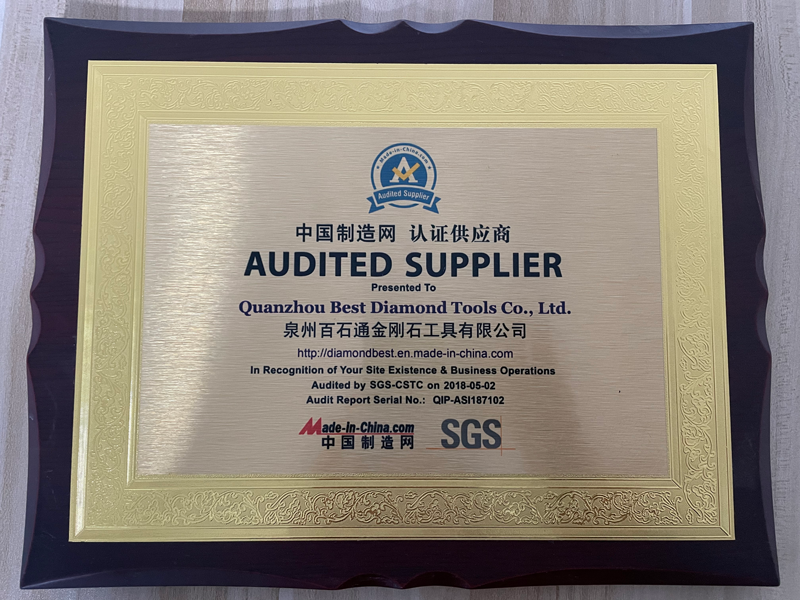 Made-in-China.com
Audited Supplier
中国制造网 认证供应商
AUDITED SUPPLIER
Presented To
Quanzhou Best Diamond Tools Co., Ltd.
泉州百石通金刚石工具有限公司
http://diamondbest.en.made-in-china.com
In Recognition of Your Site Existence & Business Operations
Audited by SGS-CSTC on 2018-05-02
Audit Report Serial No.: QIP-ASI187102
Made-in-China.com
中国制造网
SGS